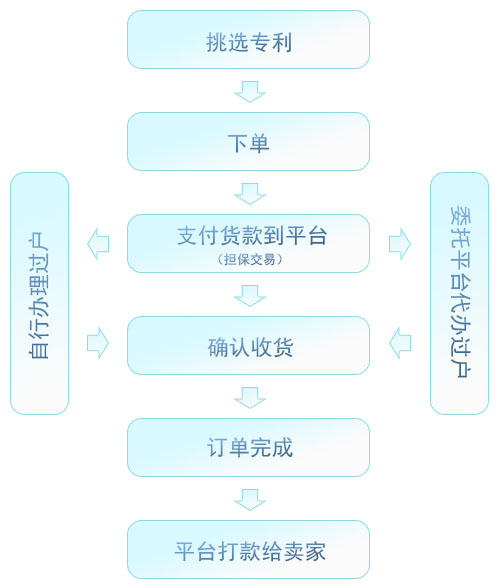 挑选专利
下单
支付货款到平台
（担保交易）
自行办理过户
委托平台代办过户
确认收货
订单完成
平台打款给卖家